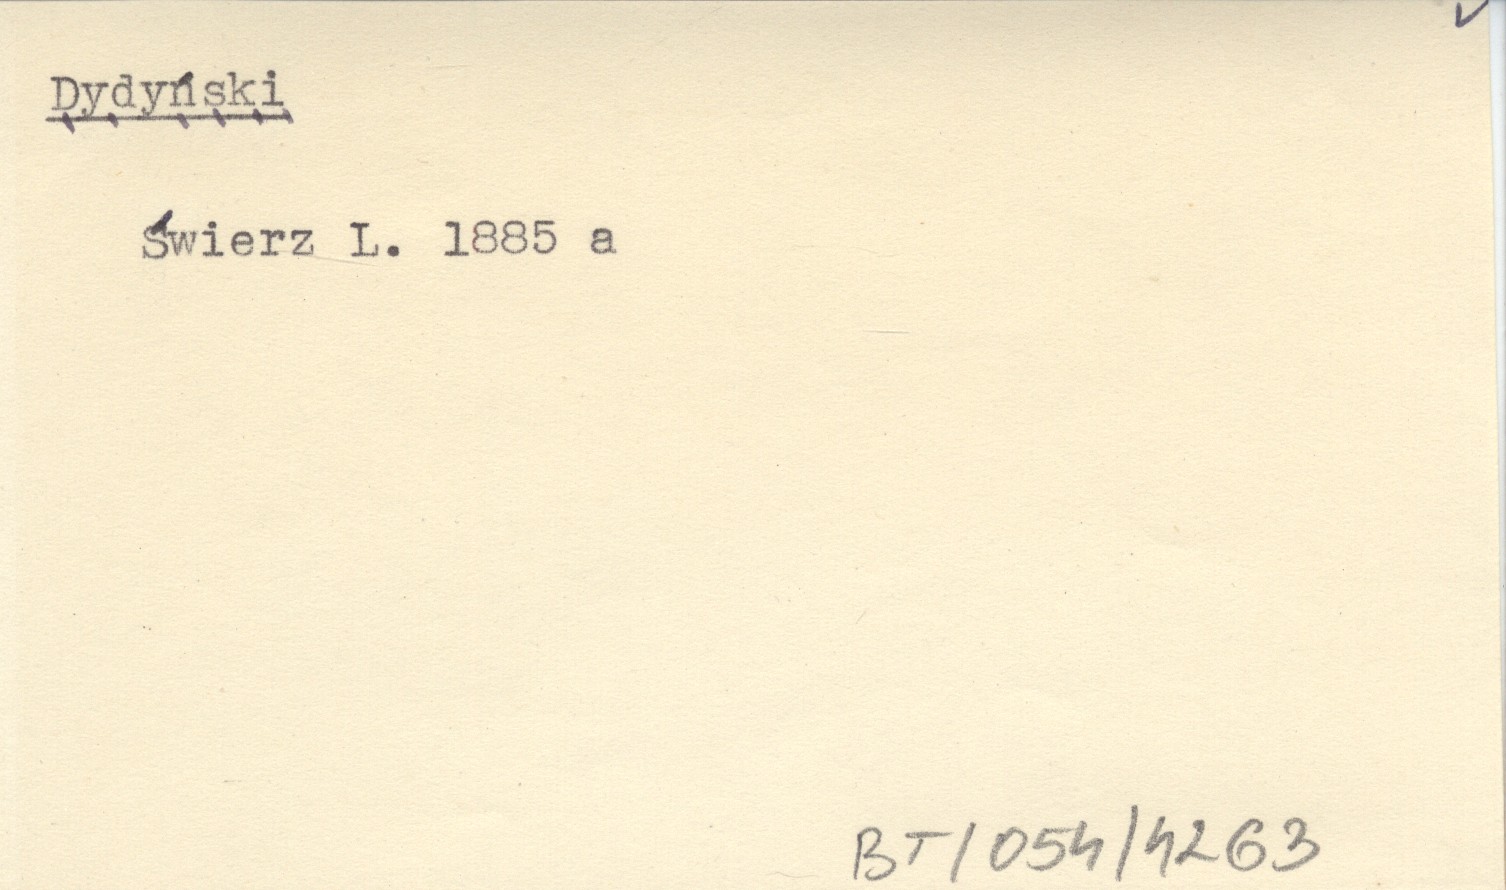 Dydyński
Świerz L. 1885 a
BT/054/4263